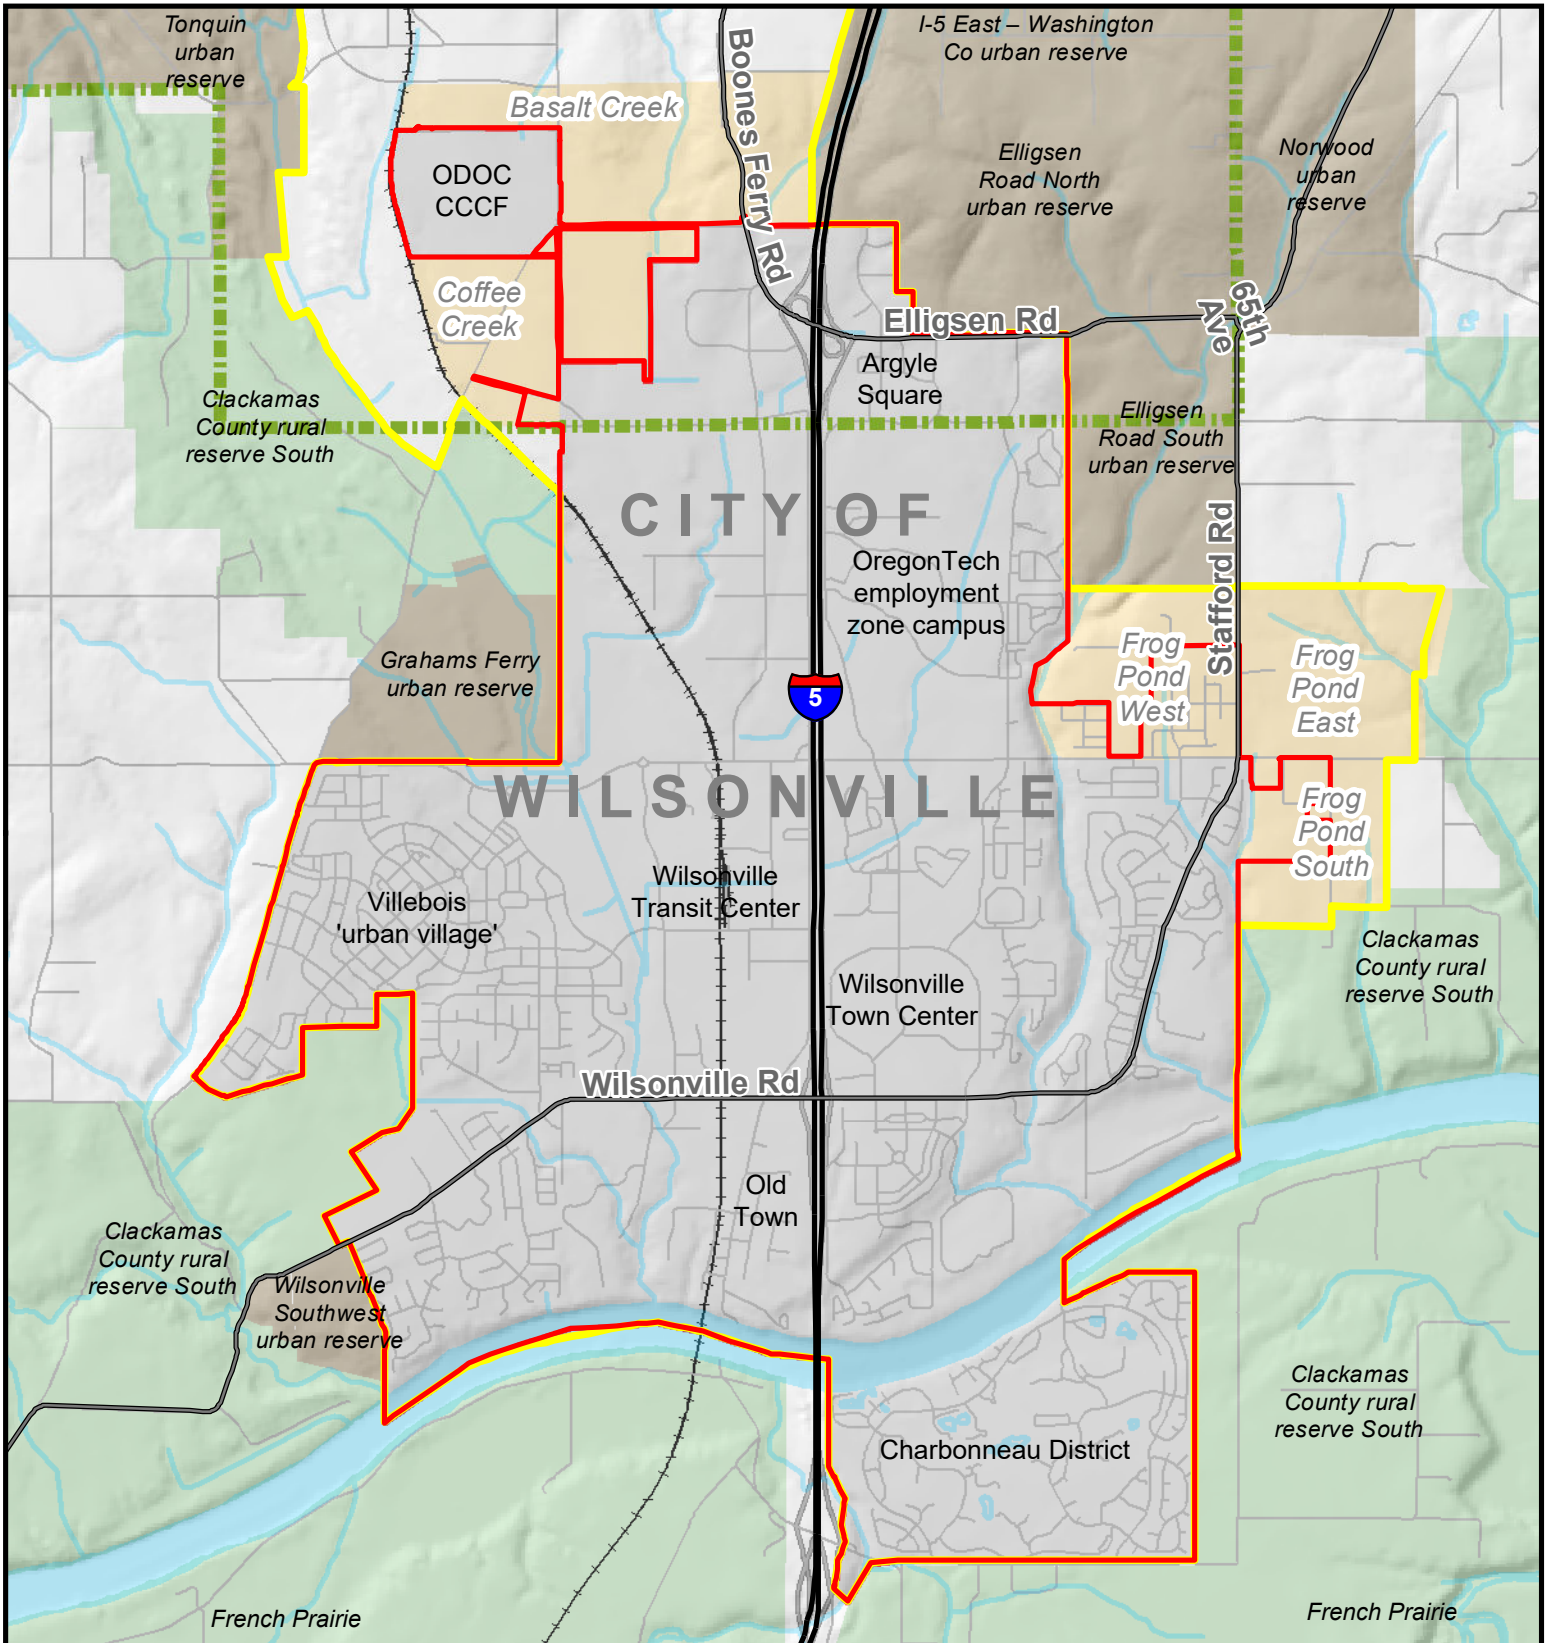 Tonquin
urban
reserve
I-5 East – Washington
Co urban reserve
Boones Ferry Rd
Basalt Creek
ODOC
CCCF
Elligsen
Road North
urban reserve
Norwood
urban
reserve
Coffee
Creek
Elligsen Rd
65th
Ave
Argyle
Square
Clackamas
County rural
reserve South
Elligsen
Road South
urban reserve
CITY OF
Stafford Rd
OregonTech
employment
zone campus
Grahams Ferry
urban reserve
Frog
Pond
West
Frog
Pond
East
5
WILSONVILLE
Frog
Pond
South
Wilsonville
Transit Center
Villebois
'urban village'
Clackamas
County rural
reserve South
Wilsonville
Town Center
Wilsonville Rd
Old
Town
Clackamas
County rural
reserve South
Wilsonville
Southwest
urban reserve
Clackamas
County rural
reserve South
Charbonneau District
French Prairie
French Prairie